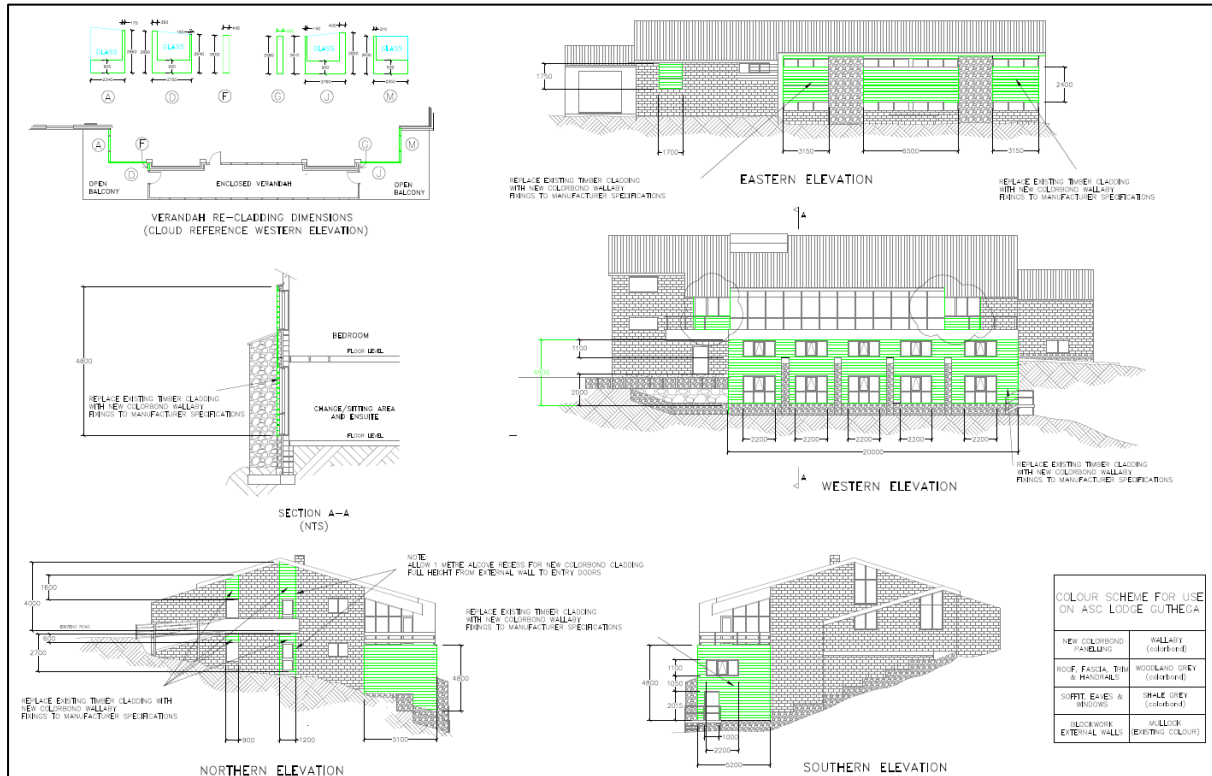 GLASS
GLASS
GLASS
GLASS
A
D
F
G
M
A
F
D
G
J
M
OPEN
BALCONY
ENCLOSED VERANDAH
OPEN
BALCONY
VERANDAH RE-CLADDING DIMENSIONS
(CLOUD REFERENCE WESTERN ELEVATION)
1750
1700
3150
6500
3150
2400
REPLACE EXISTING TIMBER CLADDING
WITH NEW COLORBOND WALLABY
FIXINGS TO MANUFACTURER SPECIFICATIONS
EASTERN ELEVATION
REPLACE EXISTING TIMBER CLADDING
WITH NEW COLORBOND WALLABY
FIXINGS TO MANUFACTURER SPECIFICATIONS
4800
BEDROOM
FLOOR LEVEL
REPLACE EXISTING TIMBER CLADDING
WITH NEW COLORBOND WALLABY
FIXINGS TO MANUFACTURER SPECIFICATIONS
CHANGE/SITTING AREA
AND ENSUITE
FLOOR LEVEL
SECTION A-A
(NTS)
A
1100
2000
2200
2200
2200
2200
2200
20000
REPLACE EXISTING TIMBER CLADDING
WITH NEW COLORBOND WALLABY
FIXINGS TO MANUFACTURER SPECIFICATIONS
A
WESTERN ELEVATION
NOTE
ALLOW 1 METRE ALCOVE RECESS FOR NEW COLORBOND CLADDING
FULL HEIGHT FROM EXTERNAL WALL TO ENTRY DOORS
1600
4000
EXISTING ROAD
600
2700
REPLACE EXISTING TIMBER CLADDING
WITH NEW COLORBOND WALLABY
FIXINGS TO MANUFACTURER SPECIFICATIONS
4800
REPLACE EXISTING TIMBER CLADDING WITH
NEW COLORBOND WALLABY
FIXINGS TO MANUFACTURER SPECIFICATIONS
900
1200
5100
NORTHERN ELEVATION
4800
1100
1050
2015
1000
2200
5200
SOUTHERN ELEVATION
COLOUR SCHEME FOR USE
ON ASC LODGE GUTHEGA
NEW COLORBOND
PANELLING
WALLABY
(colorbond)
ROOF, FASCIA, TRIM
& HANDRAILS
WOODLAND GREY
(colorbond)
SOFFIT, EAVES &
WINDOWS
SHALE GREY
(colorbond)
BLOCKWORK
EXTERNAL WALLS
MULLOCK
(EXISTING COLOUR)